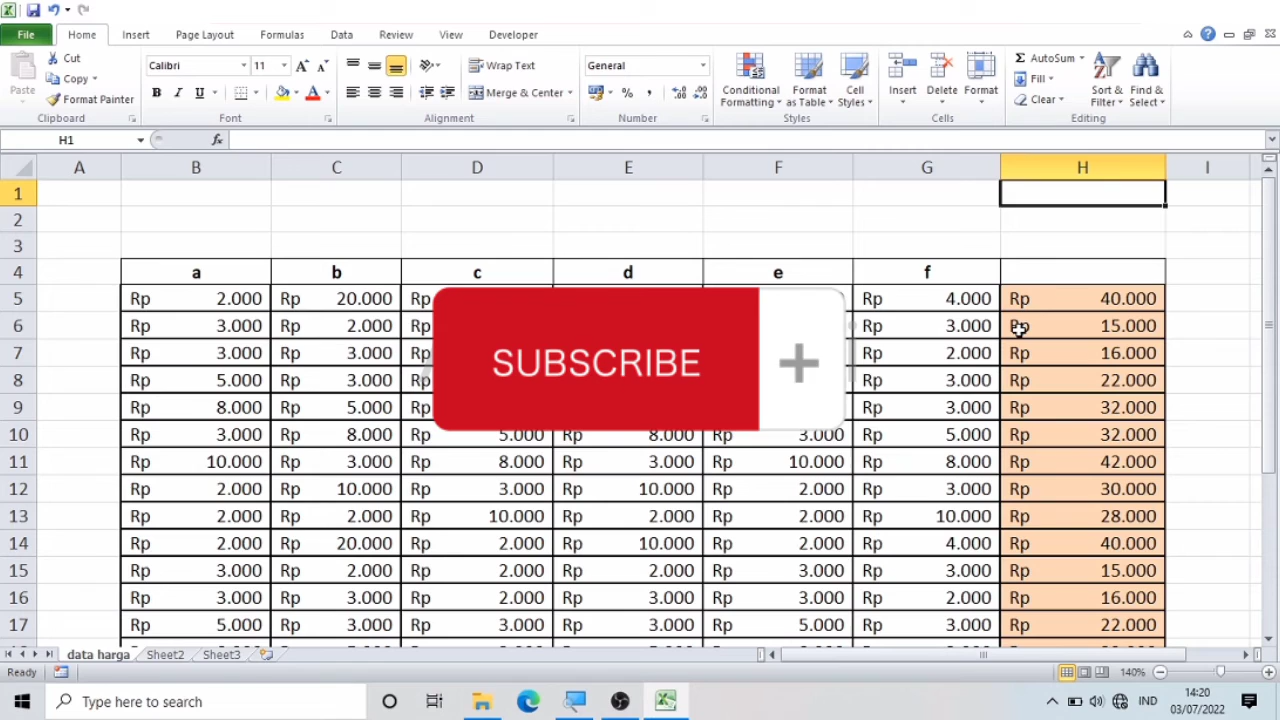 File Home Insert Page Layout Formulas Data Review View Developer
Cut
Copy
Format Painter
Paste
Calibri 11
B I U
Wrap Text
Merge & Center
General
Conditional Formatting
Format as Table
Cell Styles
Insert Delete Format
AutoSum
Fill
Clear
Sort & Filter
Find & Select
Clipboard Font Alignment Number Styles Cells Editing
H1 fx
A B C D E F G H I
1
2
3
4 a b c d e f
5 Rp 2.000 Rp 20.000 Rp Rp 4.000 Rp 40.000
6 Rp 3.000 Rp 2.000 Rp 3.000 Rp 15.000
7 Rp 3.000 Rp 3.000 Rp 2.000 Rp 16.000
8 Rp 5.000 Rp 3.000 Rp 3.000 Rp 22.000
9 Rp 8.000 Rp 5.000 Rp 3.000 Rp 32.000
SUBSCRIBE +
10 Rp 3.000 Rp 8.000 Rp 5.000 Rp 8.000 Rp 3.000 Rp 5.000 Rp 32.000
11 Rp 10.000 Rp 3.000 Rp 8.000 Rp 3.000 Rp 10.000 Rp 8.000 Rp 42.000
12 Rp 2.000 Rp 10.000 Rp 3.000 Rp 10.000 Rp 2.000 Rp 3.000 Rp 30.000
13 Rp 2.000 Rp 2.000 Rp 10.000 Rp 2.000 Rp 2.000 Rp 10.000 Rp 28.000
14 Rp 2.000 Rp 20.000 Rp 2.000 Rp 10.000 Rp 2.000 Rp 4.000 Rp 40.000
15 Rp 3.000 Rp 2.000 Rp 2.000 Rp 2.000 Rp 3.000 Rp 3.000 Rp 15.000
16 Rp 3.000 Rp 3.000 Rp 2.000 Rp 3.000 Rp 3.000 Rp 2.000 Rp 16.000
17 Rp 5.000 Rp 3.000 Rp 3.000 Rp 3.000 Rp 5.000 Rp 3.000 Rp 22.000
data harga Sheet2 Sheet3
Ready 140%
Type here to search
IND
14:20
03/07/2022